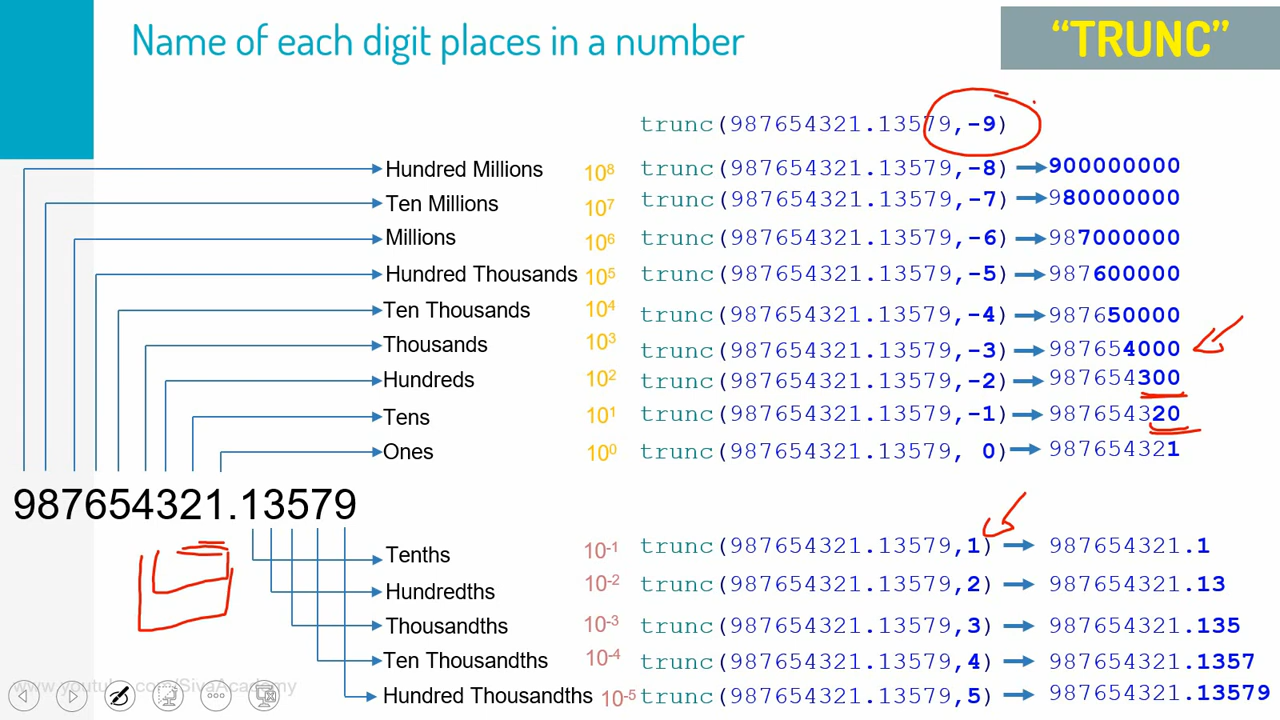 Name of each digit places in a number
“TRUNC”
trunc(987654321.13579,-9)
Hundred Millions 10⁸ trunc(987654321.13579,-8) 900000000
Ten Millions 10⁷ trunc(987654321.13579,-7) 980000000
Millions 10⁶ trunc(987654321.13579,-6) 987000000
Hundred Thousands 10⁵ trunc(987654321.13579,-5) 987600000
Ten Thousands 10⁴ trunc(987654321.13579,-4) 987650000
Thousands 10³ trunc(987654321.13579,-3) 987654000
Hundreds 10² trunc(987654321.13579,-2) 987654300
Tens 10¹ trunc(987654321.13579,-1) 987654320
Ones 10⁰ trunc(987654321.13579, 0) 987654321
987654321.13579
Tenths 10⁻¹ trunc(987654321.13579,1) 987654321.1
Hundredths 10⁻² trunc(987654321.13579,2) 987654321.13
Thousandths 10⁻³ trunc(987654321.13579,3) 987654321.135
Ten Thousandths 10⁻⁴ trunc(987654321.13579,4) 987654321.1357
Hundred Thousandths 10⁻⁵ trunc(987654321.13579,5) 987654321.13579
www.youtube.com/SivaAcademy